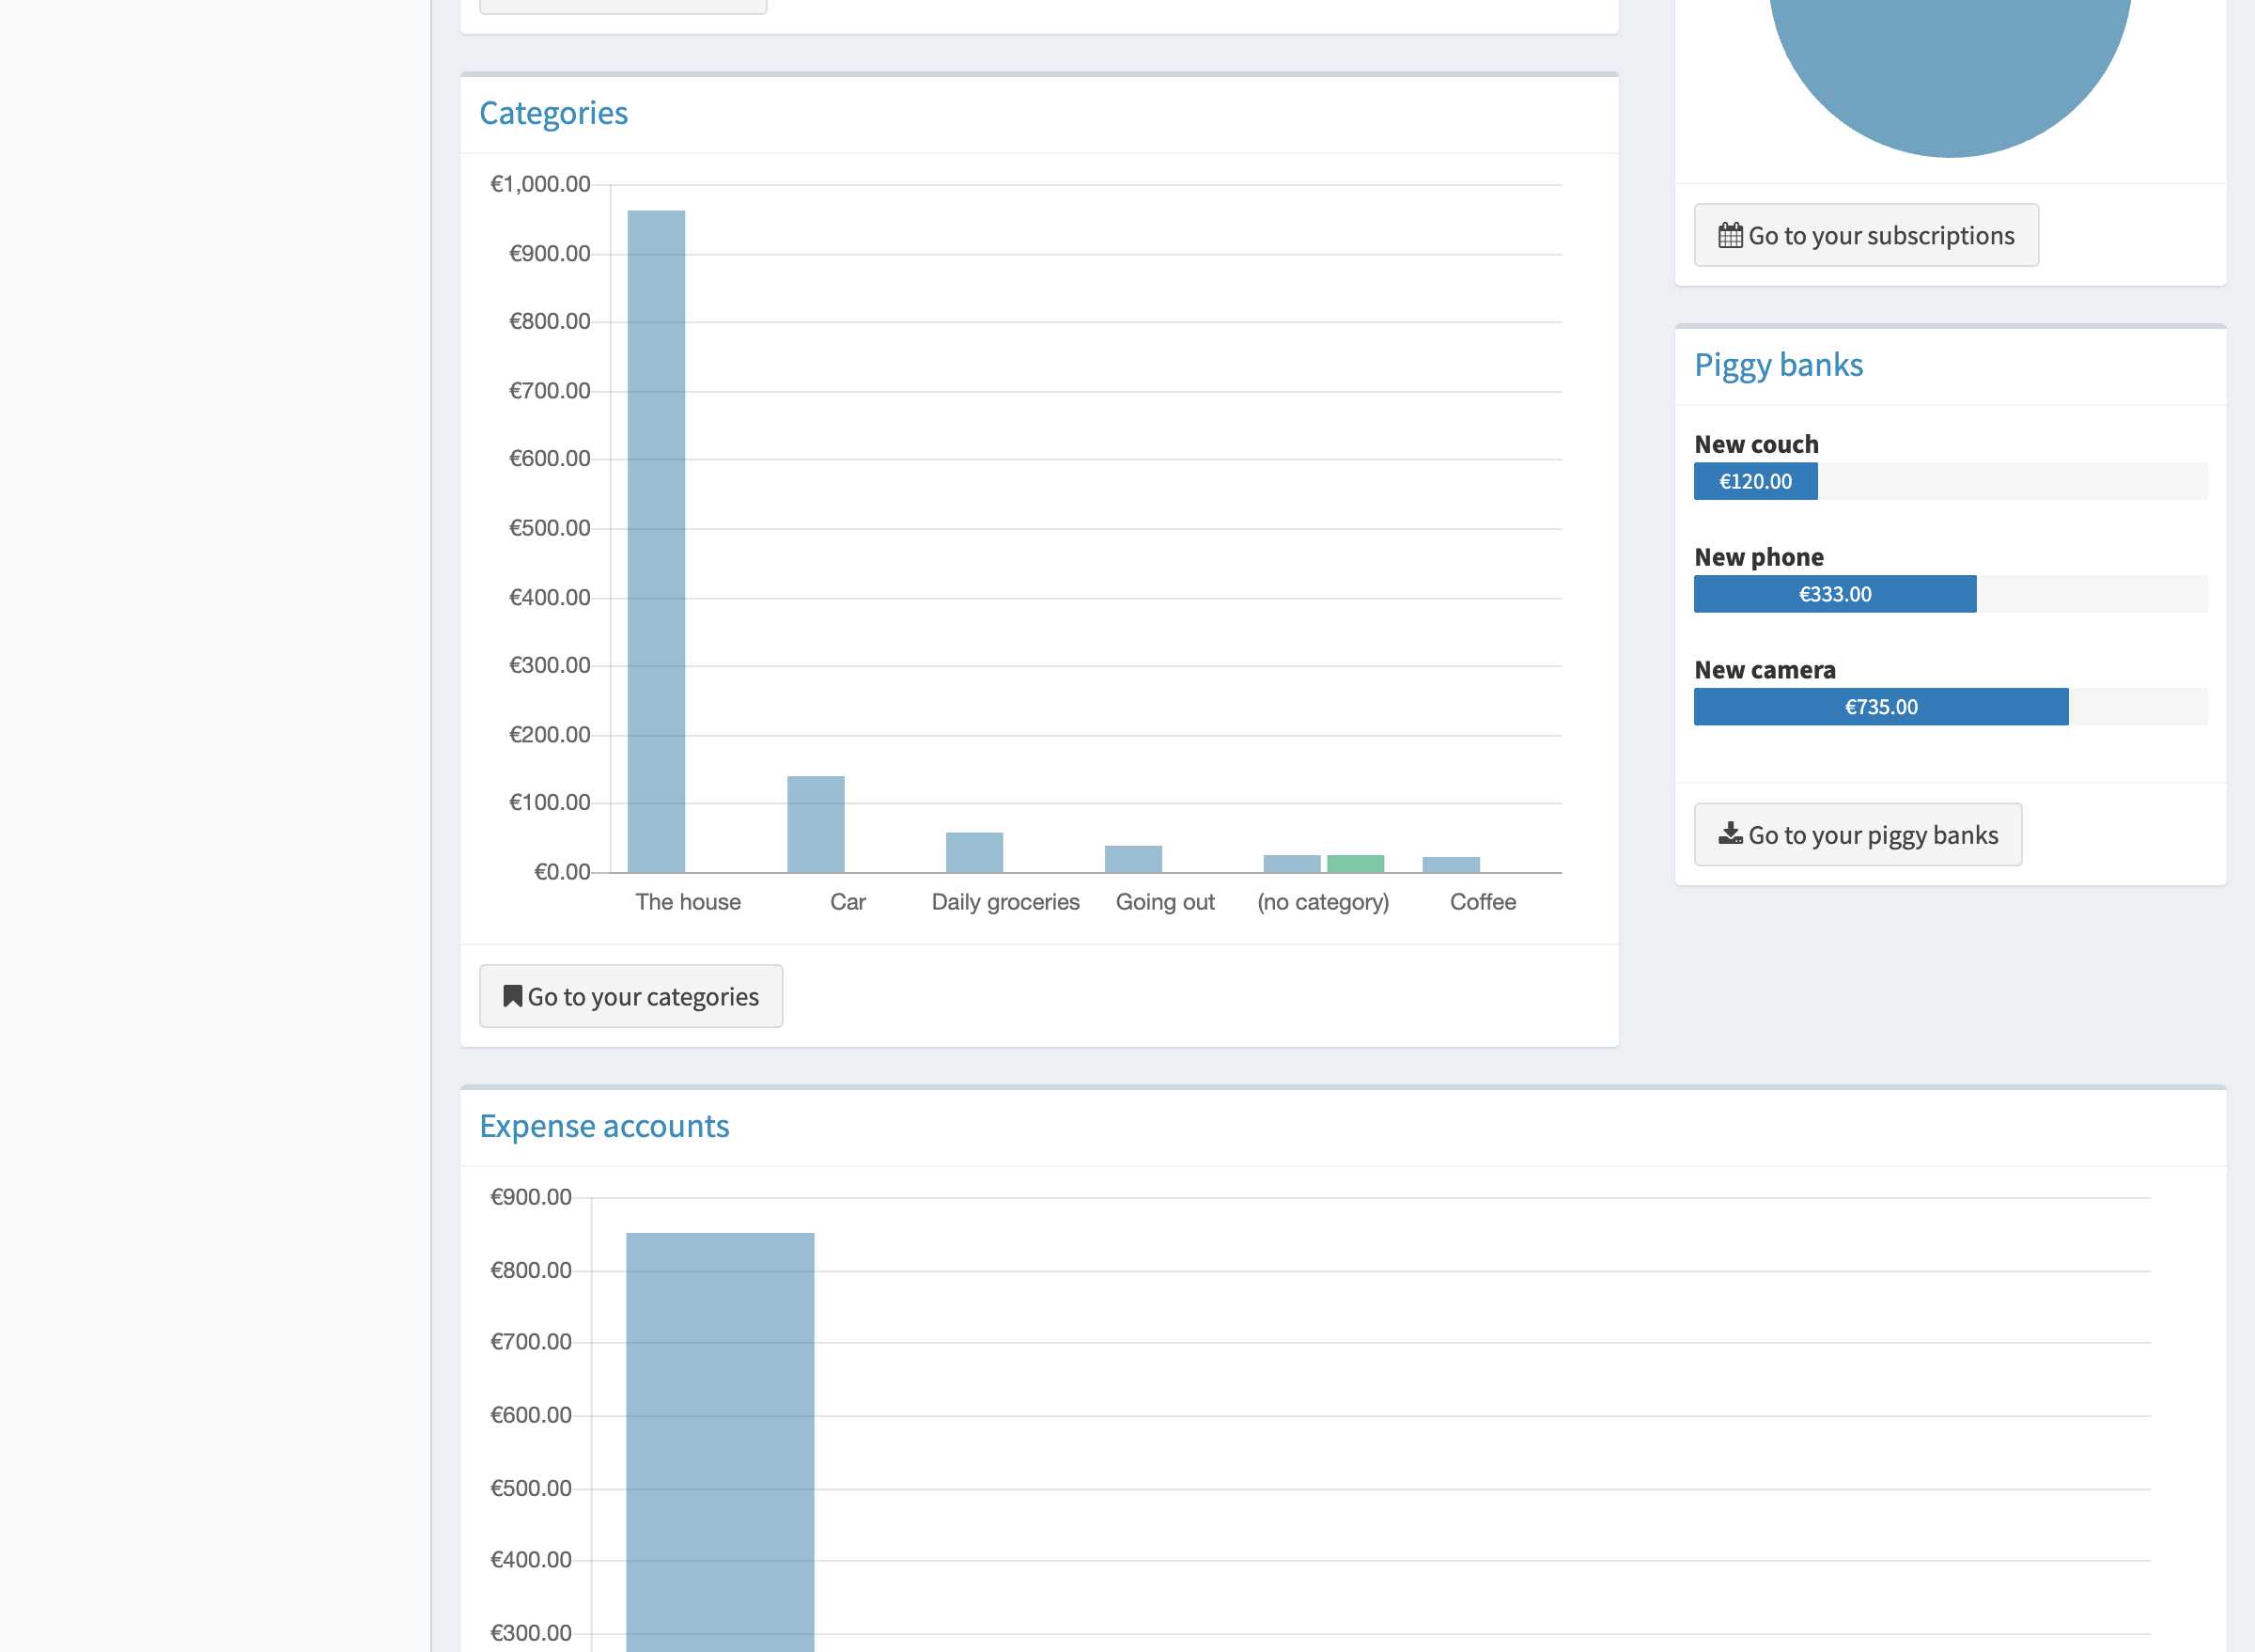 Categories
€1,000.00
€900.00
€800.00
€700.00
€600.00
€500.00
€400.00
€300.00
€200.00
€100.00
€0.00
The house Car Daily groceries Going out (no category) Coffee
Go to your categories
Go to your subscriptions
Piggy banks
New couch
€120.00
New phone
€333.00
New camera
€735.00
Go to your piggy banks
Expense accounts
€900.00
€800.00
€700.00
€600.00
€500.00
€400.00
€300.00